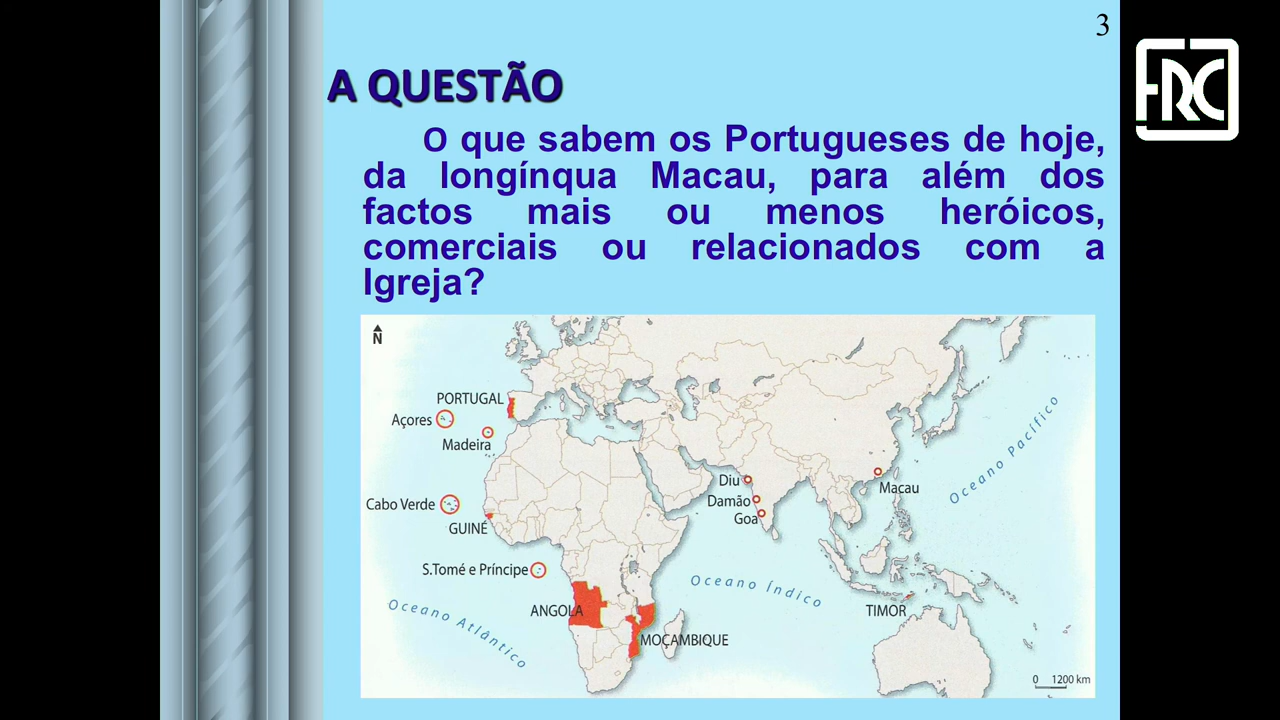 3
FRC
A QUESTÃO
O que sabem os Portugueses de hoje,
da longínqua Macau, para além dos
factos mais ou menos heróicos,
comerciais ou relacionados com a
Igreja?
N
PORTUGAL
Açores
Madeira
Diu
Macau
Oceano Pacífico
Damão
Cabo Verde
Goa
GUINÉ
S.Tomé e Príncipe
Oceano Índico
ANGOLA
TIMOR
Oceano Atlântico
MOÇAMBIQUE
0 1200 km